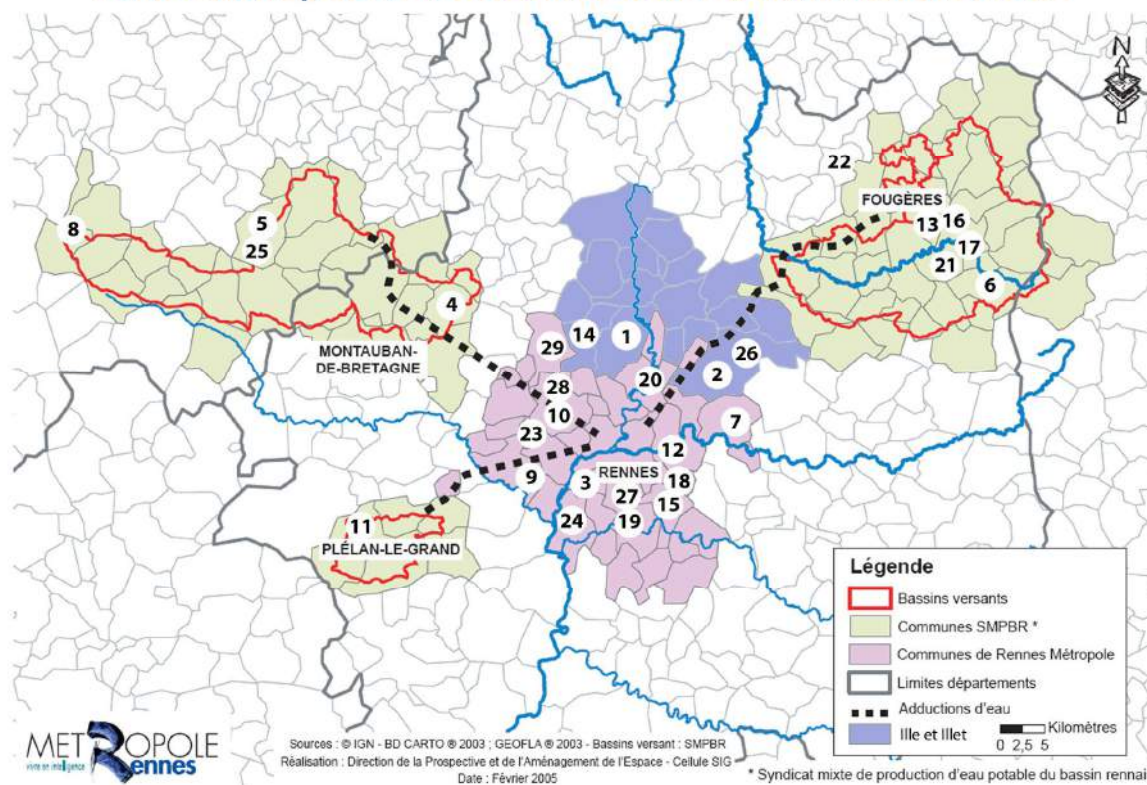 N
22
FOUGÈRES
13
16
8
5
25
17
21
6
4
14
1
29
26
MONTAUBAN-
DE-BRETAGNE
2
20
28
10
7
23
12
RENNES
9
3
18
27
15
11
24
19
PLÉLAN-LE-GRAND
Légende
Bassins versants
Communes SMPBR *
Communes de Rennes Métropole
Limites départements
Adductions d'eau
Ille et Illet
Kilomètres
0 2,5 5
METROPOLE
Rennes
vivre en intelligence
Sources : © IGN - BD CARTO ® 2003 ; GEOFLA ® 2003 - Bassins versant : SMPBR
Réalisation : Direction de la Prospective et de l'Aménagement de l'Espace - Cellule SIG
Date : Février 2005
* Syndicat mixte de production d'eau potable du bassin rennai